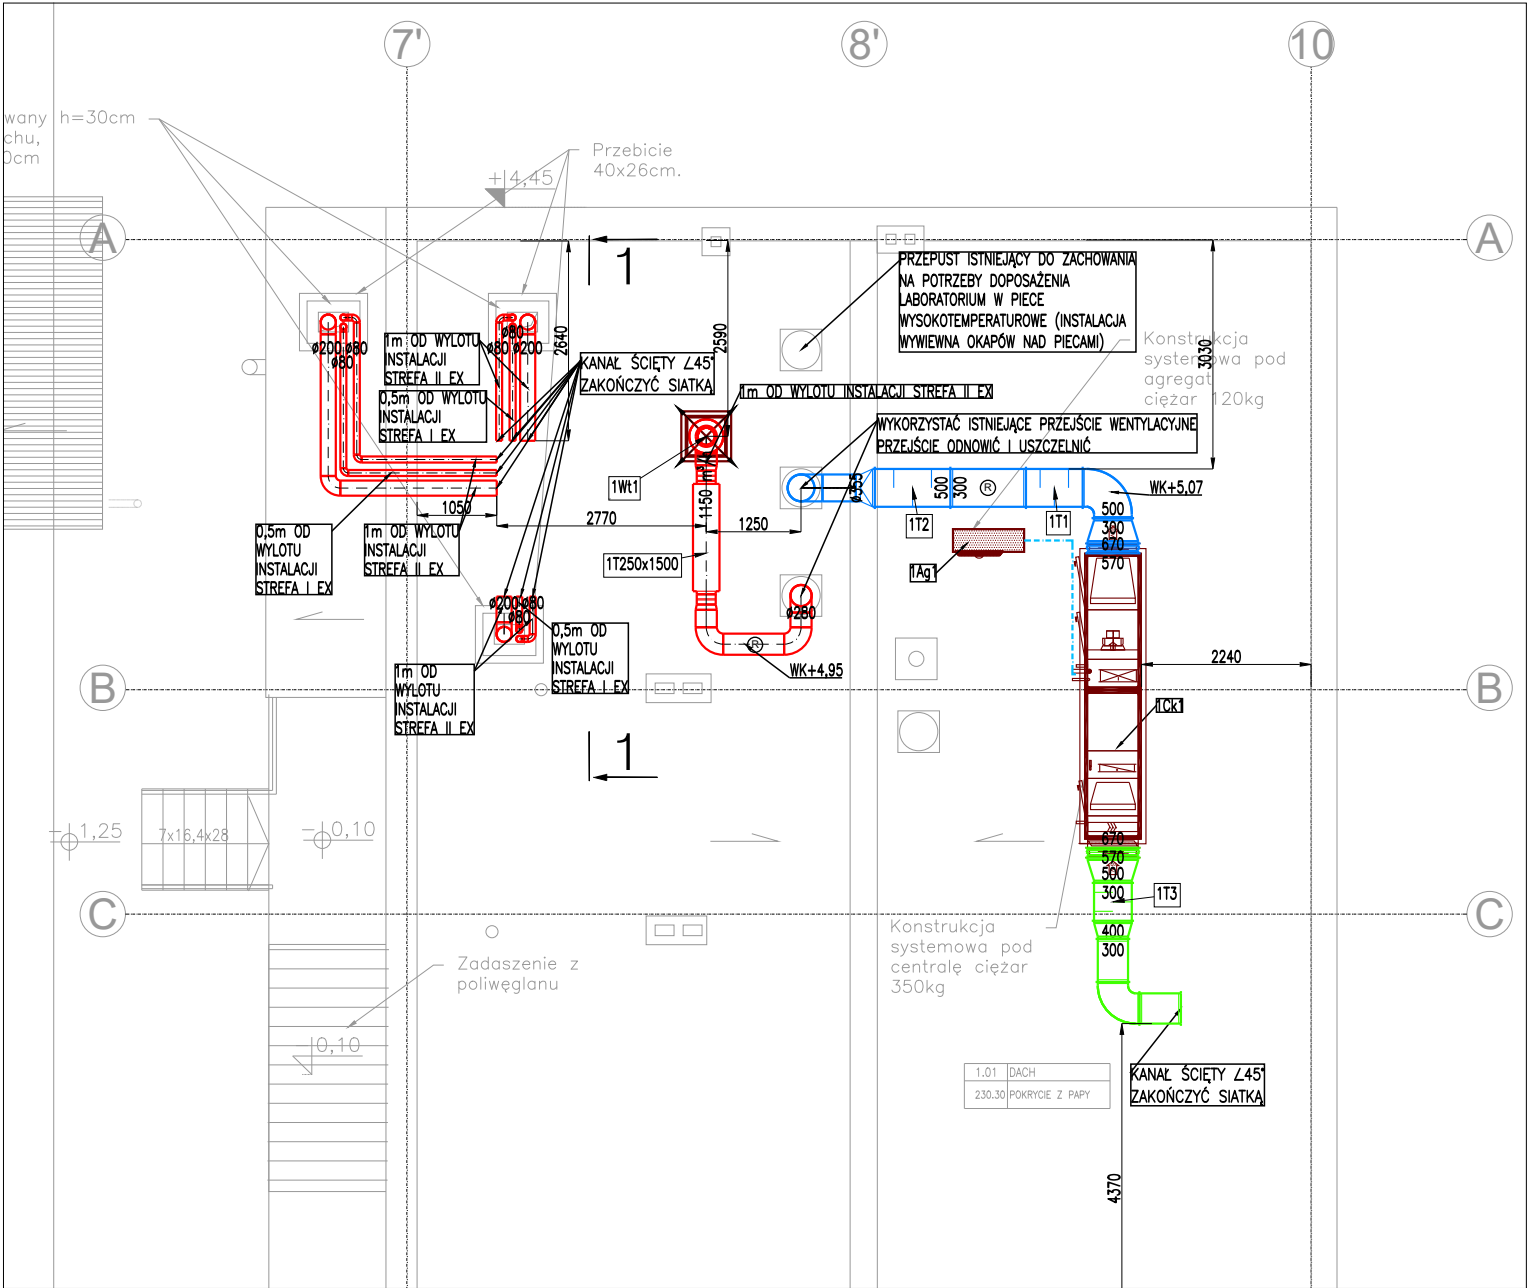 7'
8'
10
wany h=30cm
chu,
0cm
Przebicie
40x26cm.
+4,45
A
A
1
2640
2590
3030
PRZEPUST ISTNIEJĄCY DO ZACHOWANIA
NA POTRZEBY DOPOSAŻENIA
LABORATORIUM W PIECE
WYSOKOTEMPERATUROWE (INSTALACJA
WYWIEWNA OKAPÓW NAD PIECAMI)
Konstrukcja
systemowa pod
agregat
ciężar 120kg
ø200
ø80
ø80
ø80
ø80
ø200
1m OD WYLOTU
INSTALACJI
STREFA II EX
0,5m OD WYLOTU
INSTALACJI
STREFA I EX
KANAŁ ŚCIĘTY ∠45°
ZAKOŃCZYĆ SIATKĄ
1m OD WYLOTU INSTALACJI STREFA II EX
WYKORZYSTAĆ ISTNIEJĄCE PRZEJŚCIE WENTYLACYJNE
PRZEJŚCIE ODNOWIĆ I USZCZELNIĆ
1Wt1
1150 m³/h
ø355
500
300
R
WK+5,07
1T2
1T1
500
300
670
570
1050
2770
1250
0,5m OD
WYLOTU
INSTALACJI
STREFA I EX
1m OD WYLOTU
INSTALACJI
STREFA II EX
1T250x1500
1Ag1
ø200
ø80
ø80
ø280
0,5m OD
WYLOTU
INSTALACJI
STREFA I EX
R
WK+4,95
2240
1m OD
WYLOTU
INSTALACJI
STREFA II EX
B
B
1Ck1
1
-1,25
7x16,4x28
-0,10
670
570
500
300
1T3
C
C
400
300
Konstrukcja
systemowa pod
centralę ciężar
350kg
Zadaszenie z
poliwęglanu
-0,10
1.01 DACH
230.30 POKRYCIE Z PAPY
KANAŁ ŚCIĘTY ∠45°
ZAKOŃCZYĆ SIATKĄ
4370